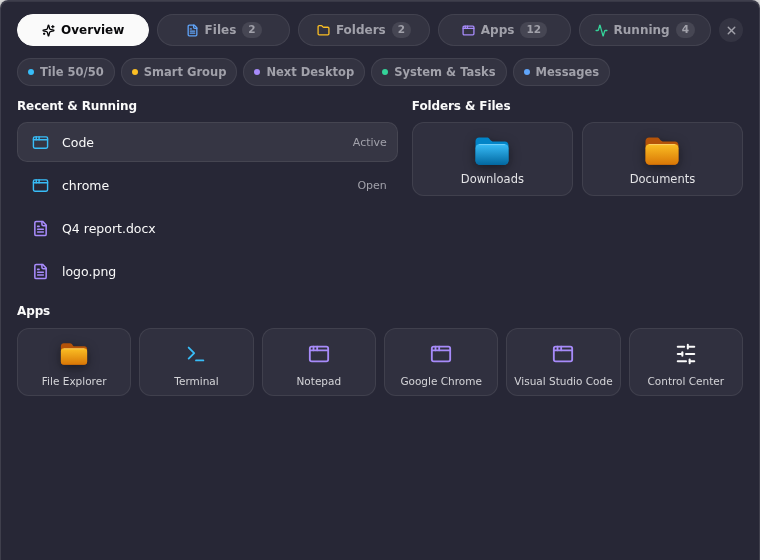 Overview
Files 2
Folders 2
Apps 12
Running 4
Tile 50/50
Smart Group
Next Desktop
System & Tasks
Messages
Recent & Running
Code Active
chrome Open
Q4 report.docx
logo.png
Folders & Files
Downloads
Documents
Apps
File Explorer
Terminal
Notepad
Google Chrome
Visual Studio Code
Control Center